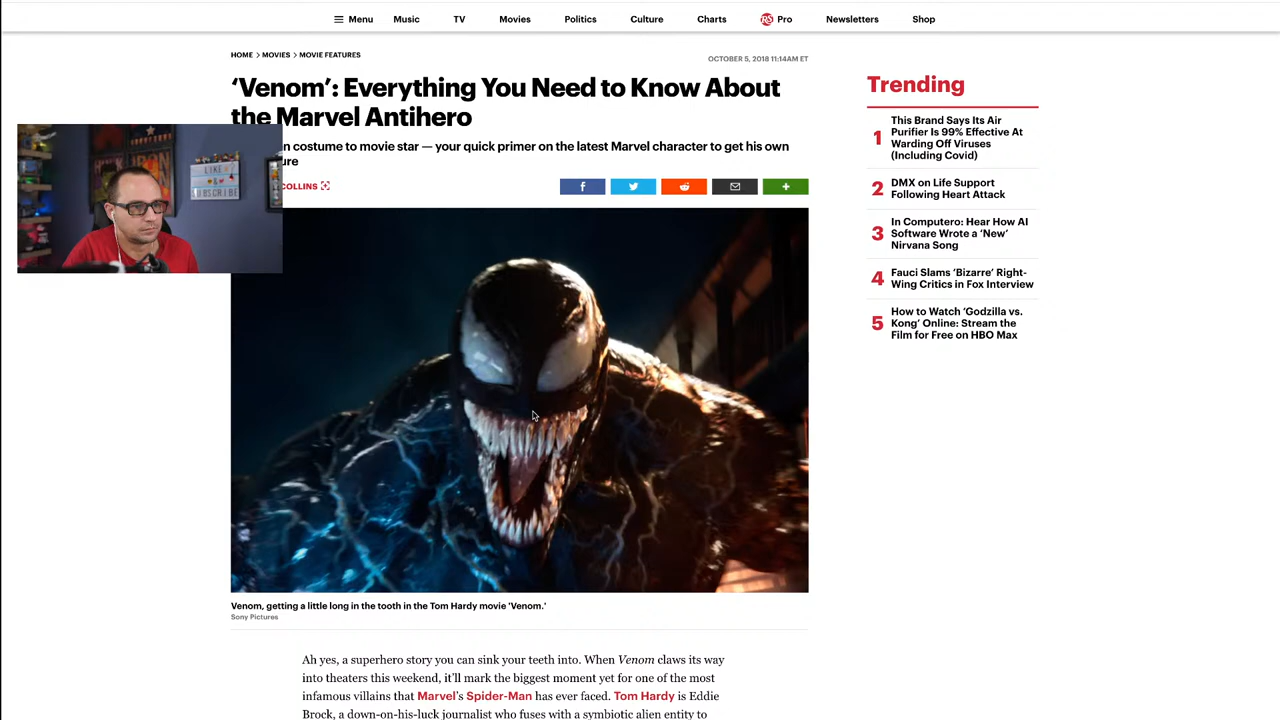 Menu Music TV Movies Politics Culture Charts RS Pro Newsletters Shop
HOME > MOVIES > MOVIE FEATURES
OCTOBER 5, 2018 11:14AM ET
‘Venom’: Everything You Need to Know About
the Marvel Antihero
n costume to movie star — your quick primer on the latest Marvel character to get his own
ure
COLLINS
LIKE
&
SUBSCRIBE
Venom, getting a little long in the tooth in the Tom Hardy movie 'Venom.'
Sony Pictures
Ah yes, a superhero story you can sink your teeth into. When Venom claws its way
into theaters this weekend, it’ll mark the biggest moment yet for one of the most
infamous villains that Marvel’s Spider-Man has ever faced. Tom Hardy is Eddie
Brock, a down-on-his-luck journalist who fuses with a symbiotic alien entity to
Trending
1 This Brand Says Its Air
Purifier Is 99% Effective At
Warding Off Viruses
(Including Covid)
2 DMX on Life Support
Following Heart Attack
3 In Computero: Hear How AI
Software Wrote a ‘New’
Nirvana Song
4 Fauci Slams ‘Bizarre’ Right-
Wing Critics in Fox Interview
5 How to Watch ‘Godzilla vs.
Kong’ Online: Stream the
Film for Free on HBO Max